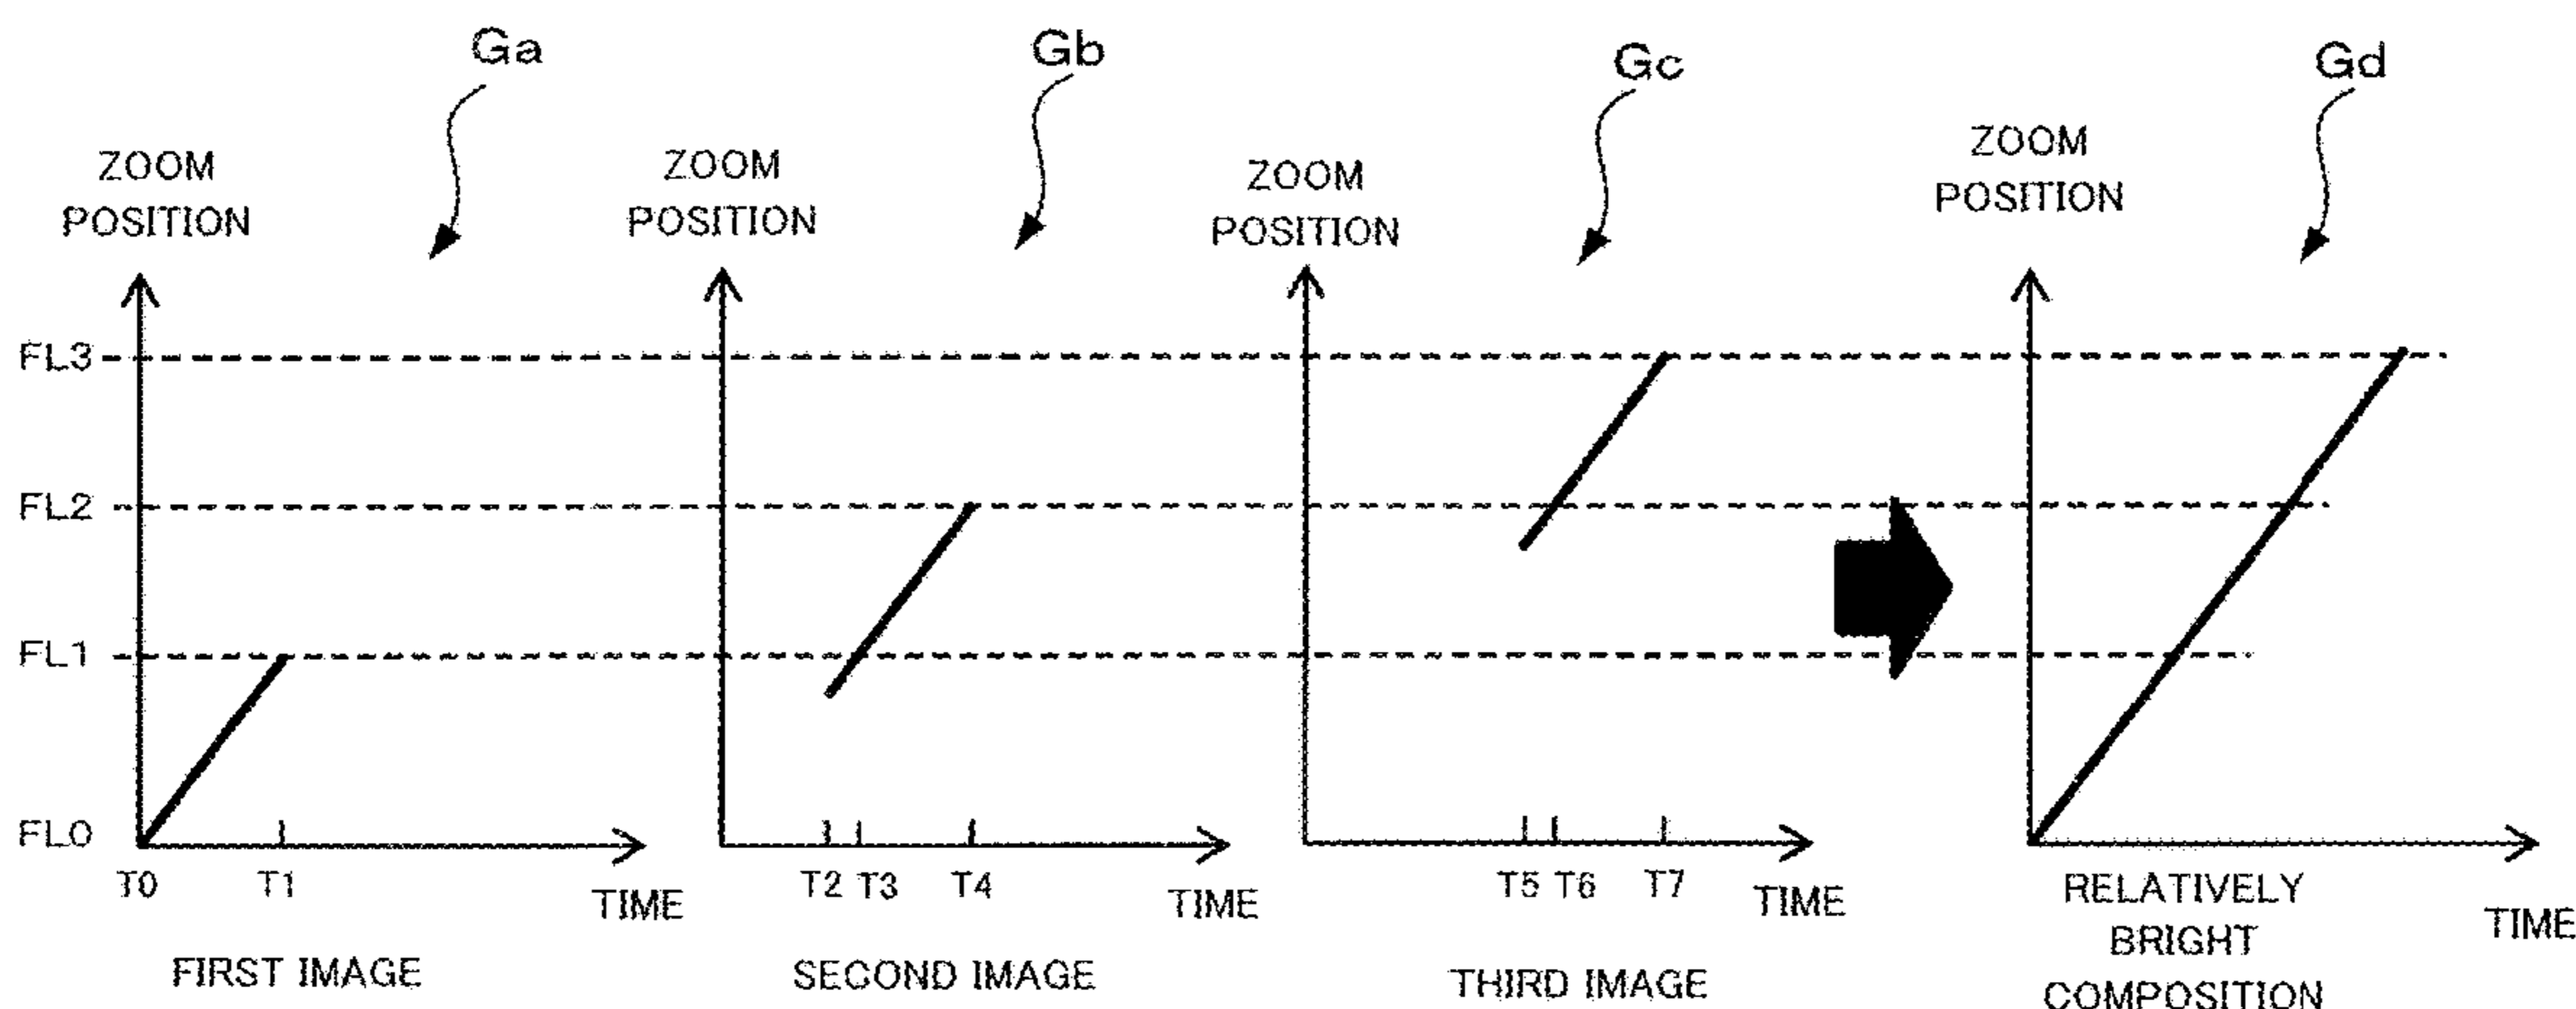 Ga
Gb
Gc
Gd
ZOOM
POSITION
ZOOM
POSITION
ZOOM
POSITION
ZOOM
POSITION
FL3
FL2
FL1
FL0
T0
T1
TIME
T2
T3
T4
TIME
T5
T6
T7
TIME
TIME
FIRST IMAGE
SECOND IMAGE
THIRD IMAGE
RELATIVELY
BRIGHT
COMPOSITION